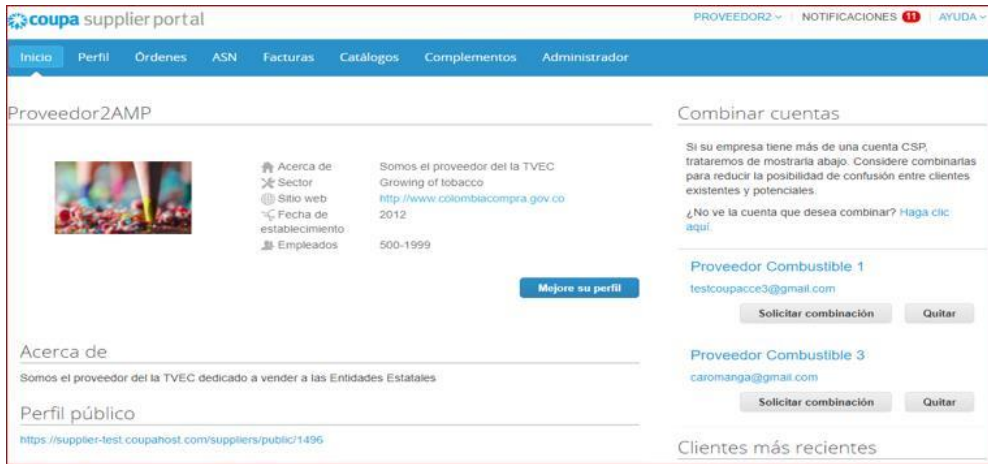 coupa supplier portal
PROVEEDOR2 NOTIFICACIONES 11 AYUDA
Inicio Perfil Órdenes ASN Facturas Catálogos Complementos Administrador
Proveedor2AMP
Acerca de Somos el proveedor del la TVEC
Sector Growing of tobacco
Sitio web http://www.colombiacompra.gov.co
Fecha de 2012
establecimiento
Empleados 500-1999
Mejore su perfil
Acerca de
Somos el proveedor del la TVEC dedicado a vender a las Entidades Estatales
Perfil público
https://supplier-test.coupahost.com/suppliers/public/1496
Combinar cuentas
Si su empresa tiene más de una cuenta CSP,
trataremos de mostrarla abajo. Considere combinarlas
para reducir la posibilidad de confusión entre clientes
existentes y potenciales.
¿No ve la cuenta que desea combinar? Haga clic
aquí.
Proveedor Combustible 1
testcoupacce3@gmail.com
Solicitar combinación Quitar
Proveedor Combustible 3
caromanga@gmail.com
Solicitar combinación Quitar
Clientes más recientes